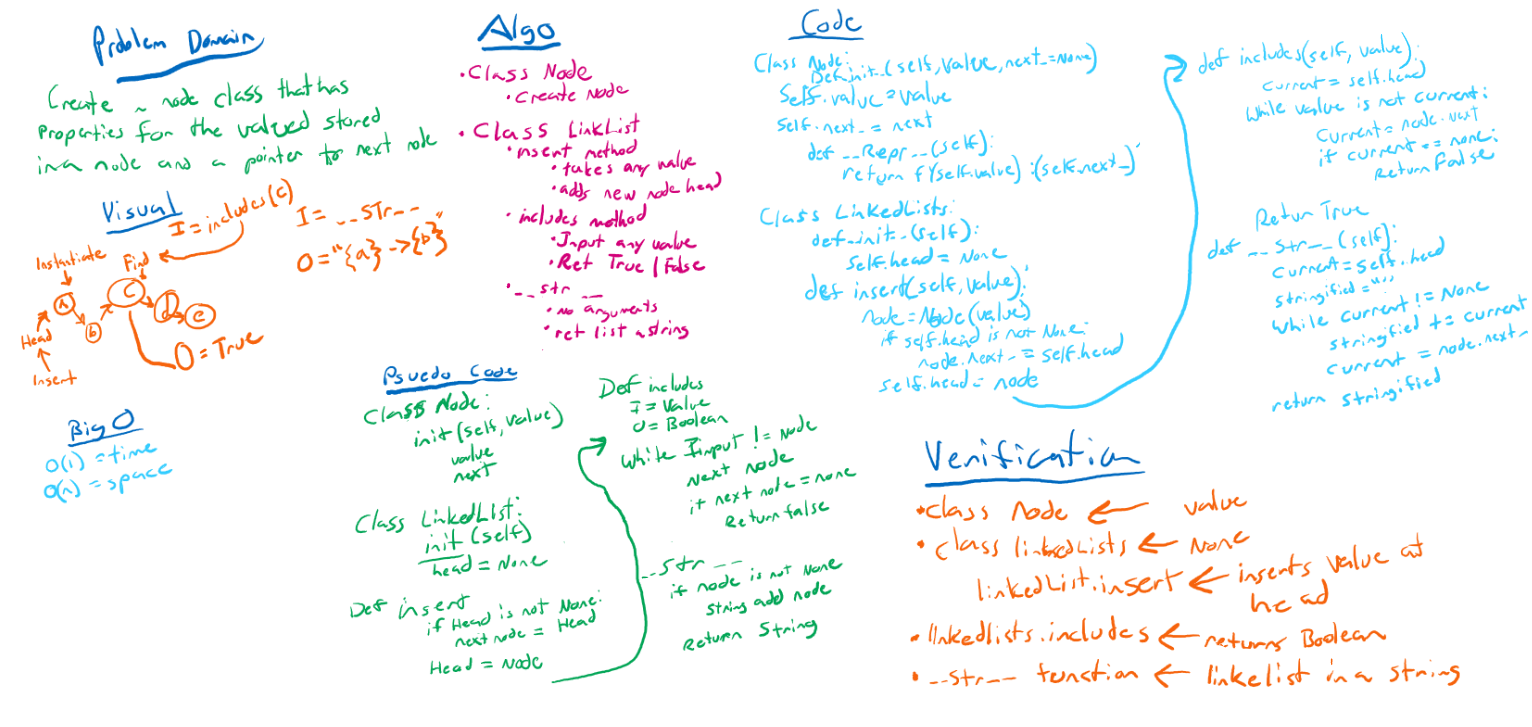 Problem Domain
Create a node class that has
Properties for the valued stored
in a node and a pointer to next node
Visual
I = includes(C)
I = __STr__
O = "{a} -> {b}"
Instantiate
Find
a
b
C
D
e
Head
Insert
O = True
Big O
O(1) = time
O(n) = space
Algo
• Class Node
• Create Node
• Class LinkList
• insert method
• takes any value
• adds new node head
• includes method
• Input any value
• Ret True | False
• __str__
• no arguments
• ret list a string
Psuedo Code
Class Node:
init(self, value)
value
next
Class LinkedList:
init(self)
head = None
Def insert
if Head is not None:
next node = Head
Head = Node
Def includes
I = Value
O = Boolean
While Input != Node
Next node
if next node = none
Return false
__str__
if node is not None
String add node
Return String
Code
Class Node:
Def init_(self, value, next_=None)
Self.value = value
Self.next_ = next
def __Repr__(self):
return f'{self.value} : (self.next_)'
Class LinkedLists:
def_init_(self):
self.head = None
def insert(self, value):
node = Node(value)
if self.head is not None:
node.next_ = self.head
self.head = node
def includes(self, value):
current = self.head
While value is not current:
current = node.next
if current == none:
Return False
Return True
def __str__(self):
current = self.head
stringified = ""
while current != None
stringified += current
current = node.next_
return stringified
Verification
• Class Node ← value
• Class linkedLists ← None
linkedList.insert ← inserts value at
head
• linkedlists.includes ← returns Boolean
• __str__ function ← linkelist in a string